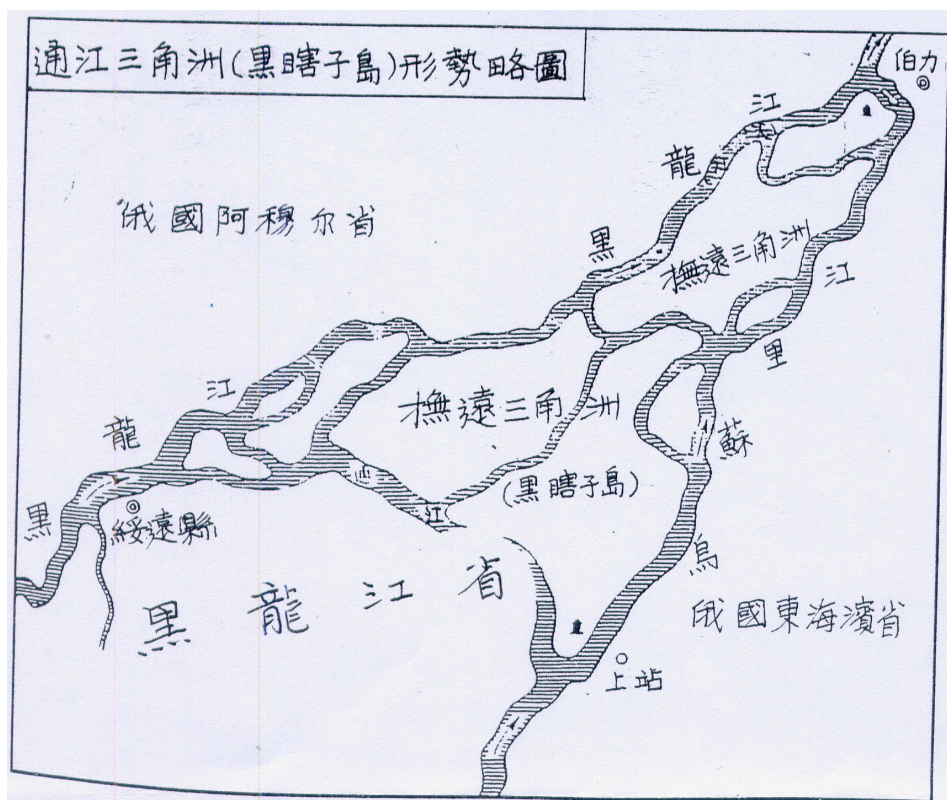 通江三角洲(黑瞎子島)形勢略圖
伯力
俄國阿穆尔省
黑龍江
撫遠三角洲
烏蘇里江
黑龍江
撫遠三角洲
(黑瞎子島)
綏遠縣
江
黑龍江省
俄國東海濱省
上站